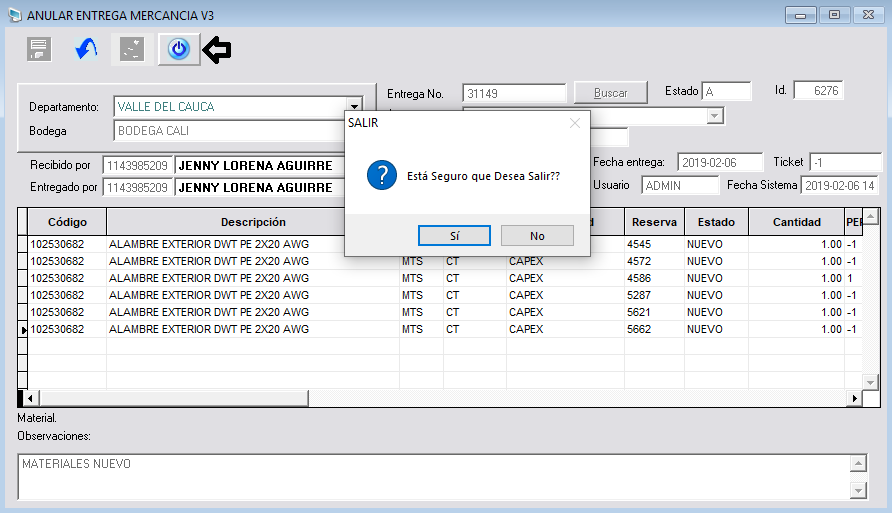 ANULAR ENTREGA MERCANCIA V3
Departamento: VALLE DEL CAUCA
Bodega BODEGA CALI
Entrega No. 31149 Buscar Estado A Id. 6276
Recibido por 1143985209 JENNY LORENA AGUIRRE
Entregado por 1143985209 JENNY LORENA AGUIRRE
Fecha entrega: 2019-02-06 Ticket -1
Usuario ADMIN Fecha Sistema 2019-02-06 14
SALIR
Está Seguro que Desea Salir??
Sí No
Código Descripción Reserva Estado Cantidad
102530682 ALAMBRE EXTERIOR DWT PE 2X20 AWG 4545 NUEVO 1.00 -1
102530682 ALAMBRE EXTERIOR DWT PE 2X20 AWG MTS CT CAPEX 4572 NUEVO 1.00 -1
102530682 ALAMBRE EXTERIOR DWT PE 2X20 AWG MTS CT CAPEX 4586 NUEVO 1.00 1
102530682 ALAMBRE EXTERIOR DWT PE 2X20 AWG MTS CT CAPEX 5287 NUEVO 1.00 -1
102530682 ALAMBRE EXTERIOR DWT PE 2X20 AWG MTS CT CAPEX 5621 NUEVO 1.00 -1
102530682 ALAMBRE EXTERIOR DWT PE 2X20 AWG MTS CT CAPEX 5662 NUEVO 1.00 -1
Material.
Observaciones:
MATERIALES NUEVO